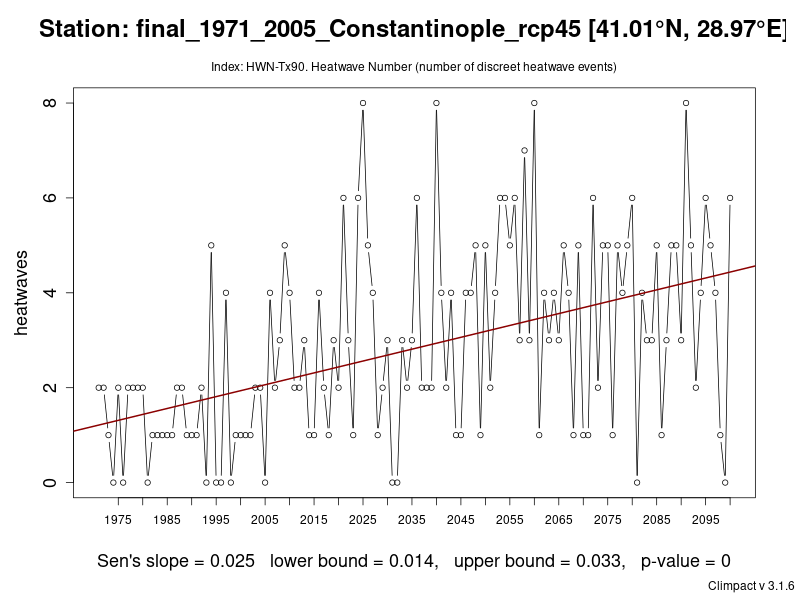 Station: final_1971_2005_Constantinople_rcp45 [41.01°N, 28.97°E]
Index: HWN-Tx90. Heatwave Number (number of discreet heatwave events)
8
6
4
2
0
heatwaves
1975 1985 1995 2005 2015 2025 2035 2045 2055 2065 2075 2085 2095
Sen's slope = 0.025 lower bound = 0.014, upper bound = 0.033, p-value = 0
Climpact v 3.1.6